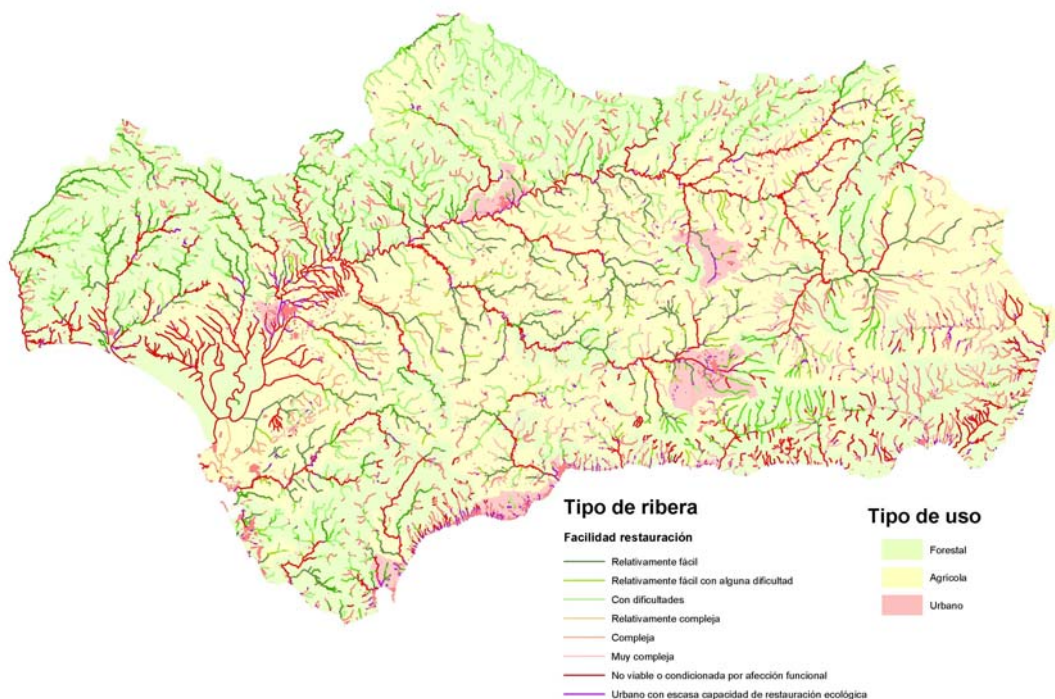 Tipo de ribera
Facilidad restauración
Relativamente fácil
Relativamente fácil con alguna dificultad
Con dificultades
Relativamente compleja
Compleja
Muy compleja
No viable o condicionada por afección funcional
Urbano con escasa capacidad de restauración ecológica
Tipo de uso
Forestal
Agrícola
Urbano